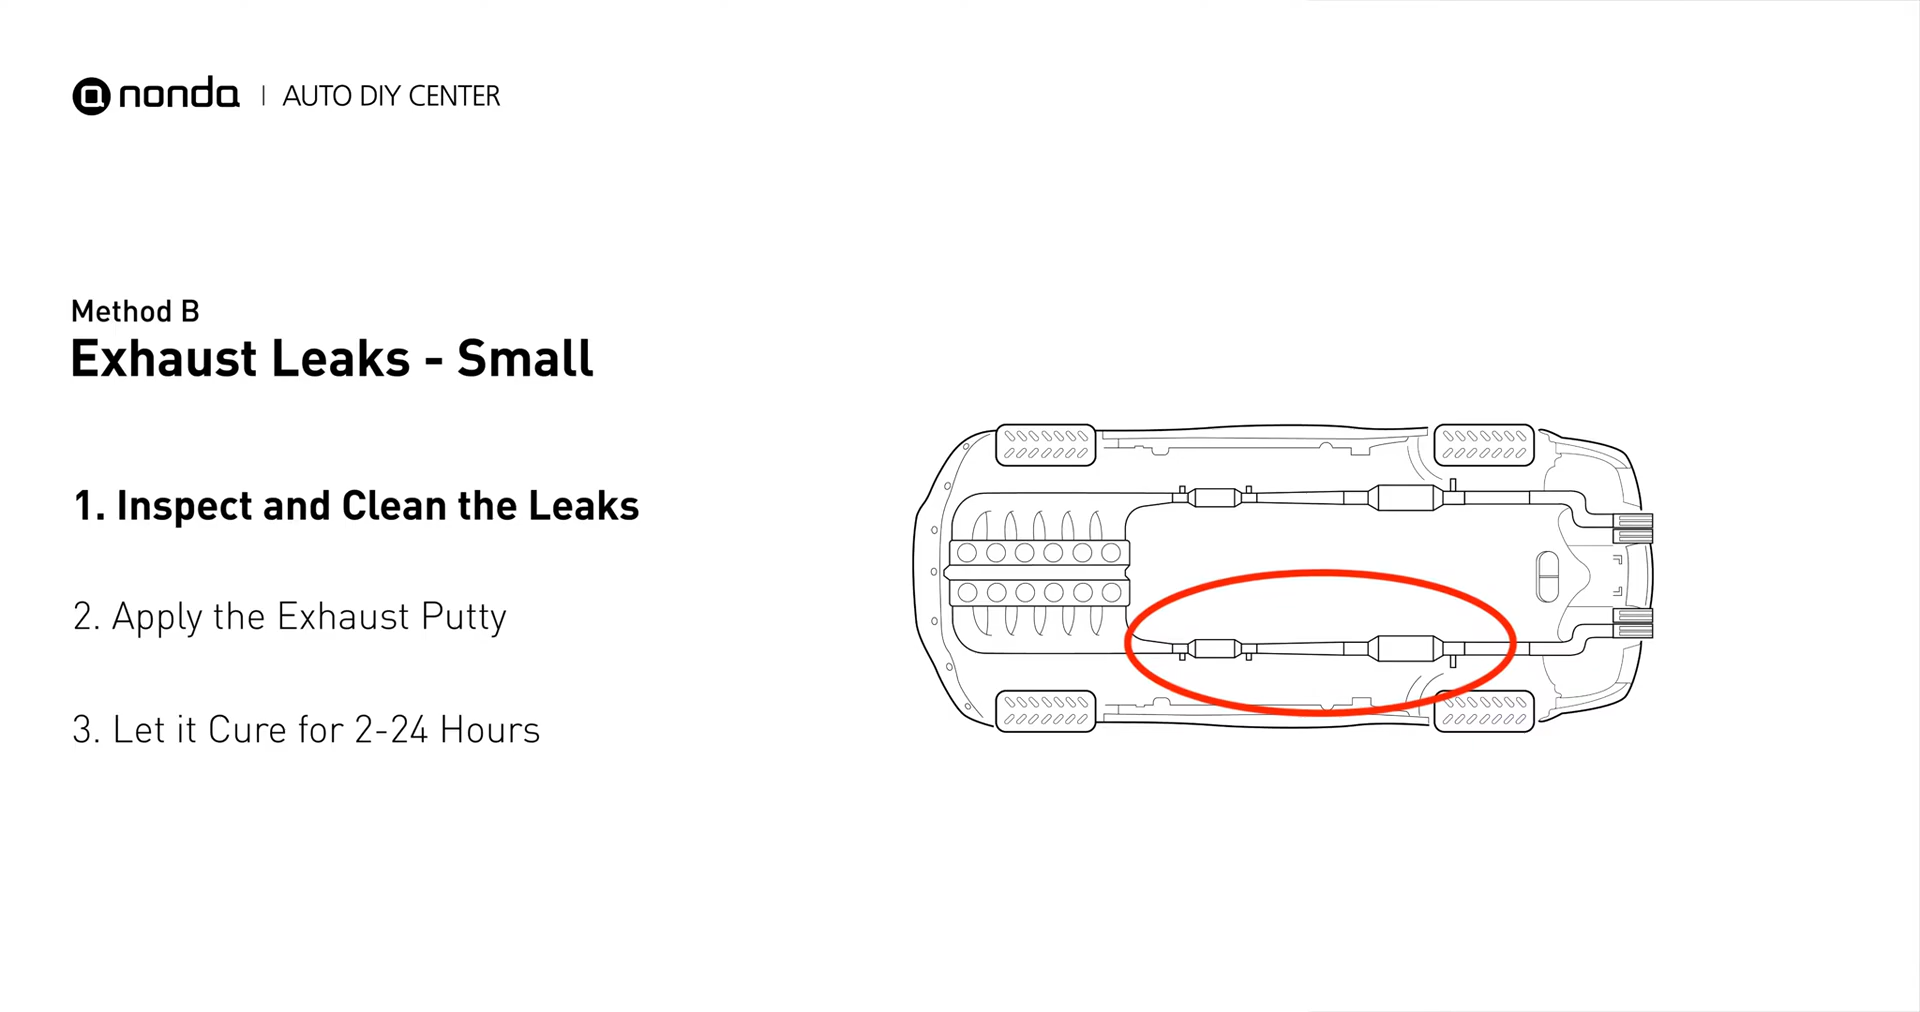 nonda | AUTO DIY CENTER
Method B
Exhaust Leaks - Small
1. Inspect and Clean the Leaks
2. Apply the Exhaust Putty
3. Let it Cure for 2-24 Hours